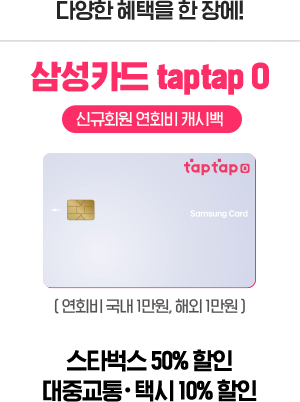 다양한 혜택을 한 장에!
삼성카드 taptap O
신규회원 연회비 캐시백
taptap O
Samsung Card
( 연회비 국내 1만원, 해외 1만원 )
스타벅스 50% 할인
대중교통· 택시 10% 할인